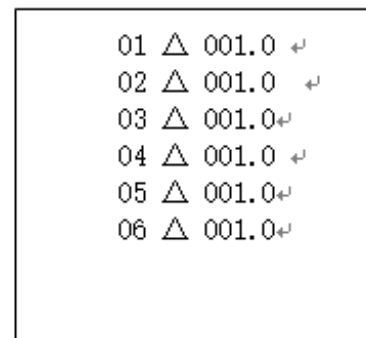 01 △ 001.0 ↵
02 △ 001.0 ↵
03 △ 001.0↵
04 △ 001.0 ↵
05 △ 001.0↵
06 △ 001.0↵